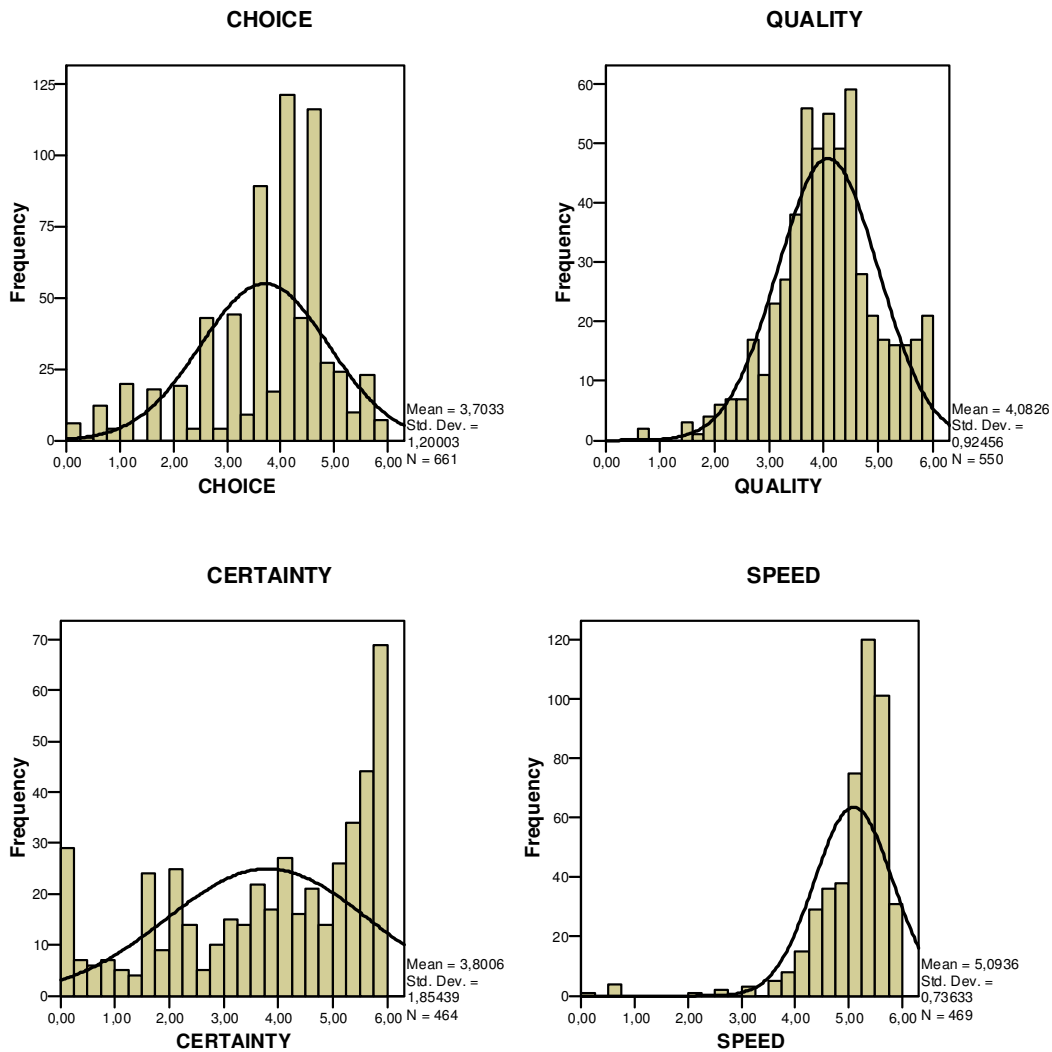 CHOICE
125
100
75
50
25
0
Frequency
0,00 1,00 2,00 3,00 4,00 5,00 6,00
CHOICE
Mean = 3,7033
Std. Dev. =
1,20003
N = 661
QUALITY
60
50
40
30
20
10
0
Frequency
0,00 1,00 2,00 3,00 4,00 5,00 6,00
QUALITY
Mean = 4,0826
Std. Dev. =
0,92456
N = 550
CERTAINTY
70
60
50
40
30
20
10
0
Frequency
0,00 1,00 2,00 3,00 4,00 5,00 6,00
CERTAINTY
Mean = 3,8006
Std. Dev. =
1,85439
N = 464
SPEED
120
100
80
60
40
20
0
Frequency
0,00 1,00 2,00 3,00 4,00 5,00 6,00
SPEED
Mean = 5,0936
Std. Dev. =
0,73633
N = 469